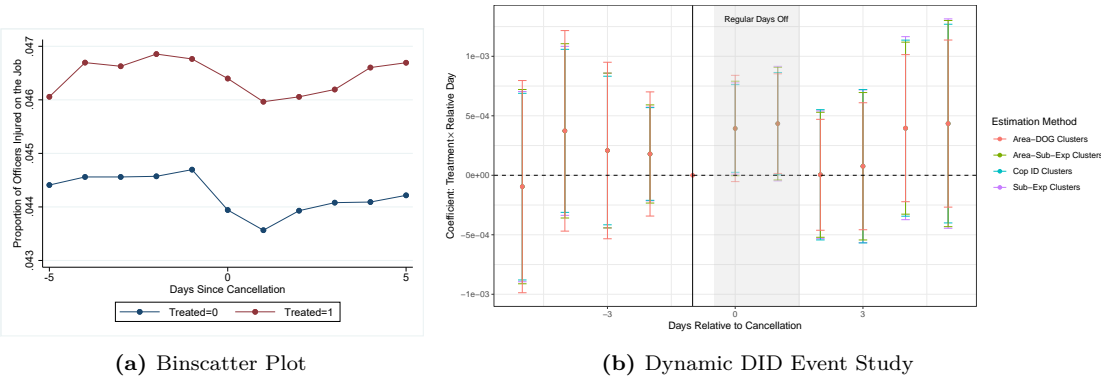 Proportion of Officers Injured on the Job
.047
.046
.045
.044
.043
-5
0
5
Days Since Cancellation
Treated=0
Treated=1
(a) Binscatter Plot
Regular Days Off
Coefficient: Treatment× Relative Day
1e-03
5e-04
0e+00
-5e-04
-1e-03
-3
0
3
Days Relative to Cancellation
Estimation Method
Area-DOG Clusters
Area-Sub-Exp Clusters
Cop ID Clusters
Sub-Exp Clusters
(b) Dynamic DID Event Study